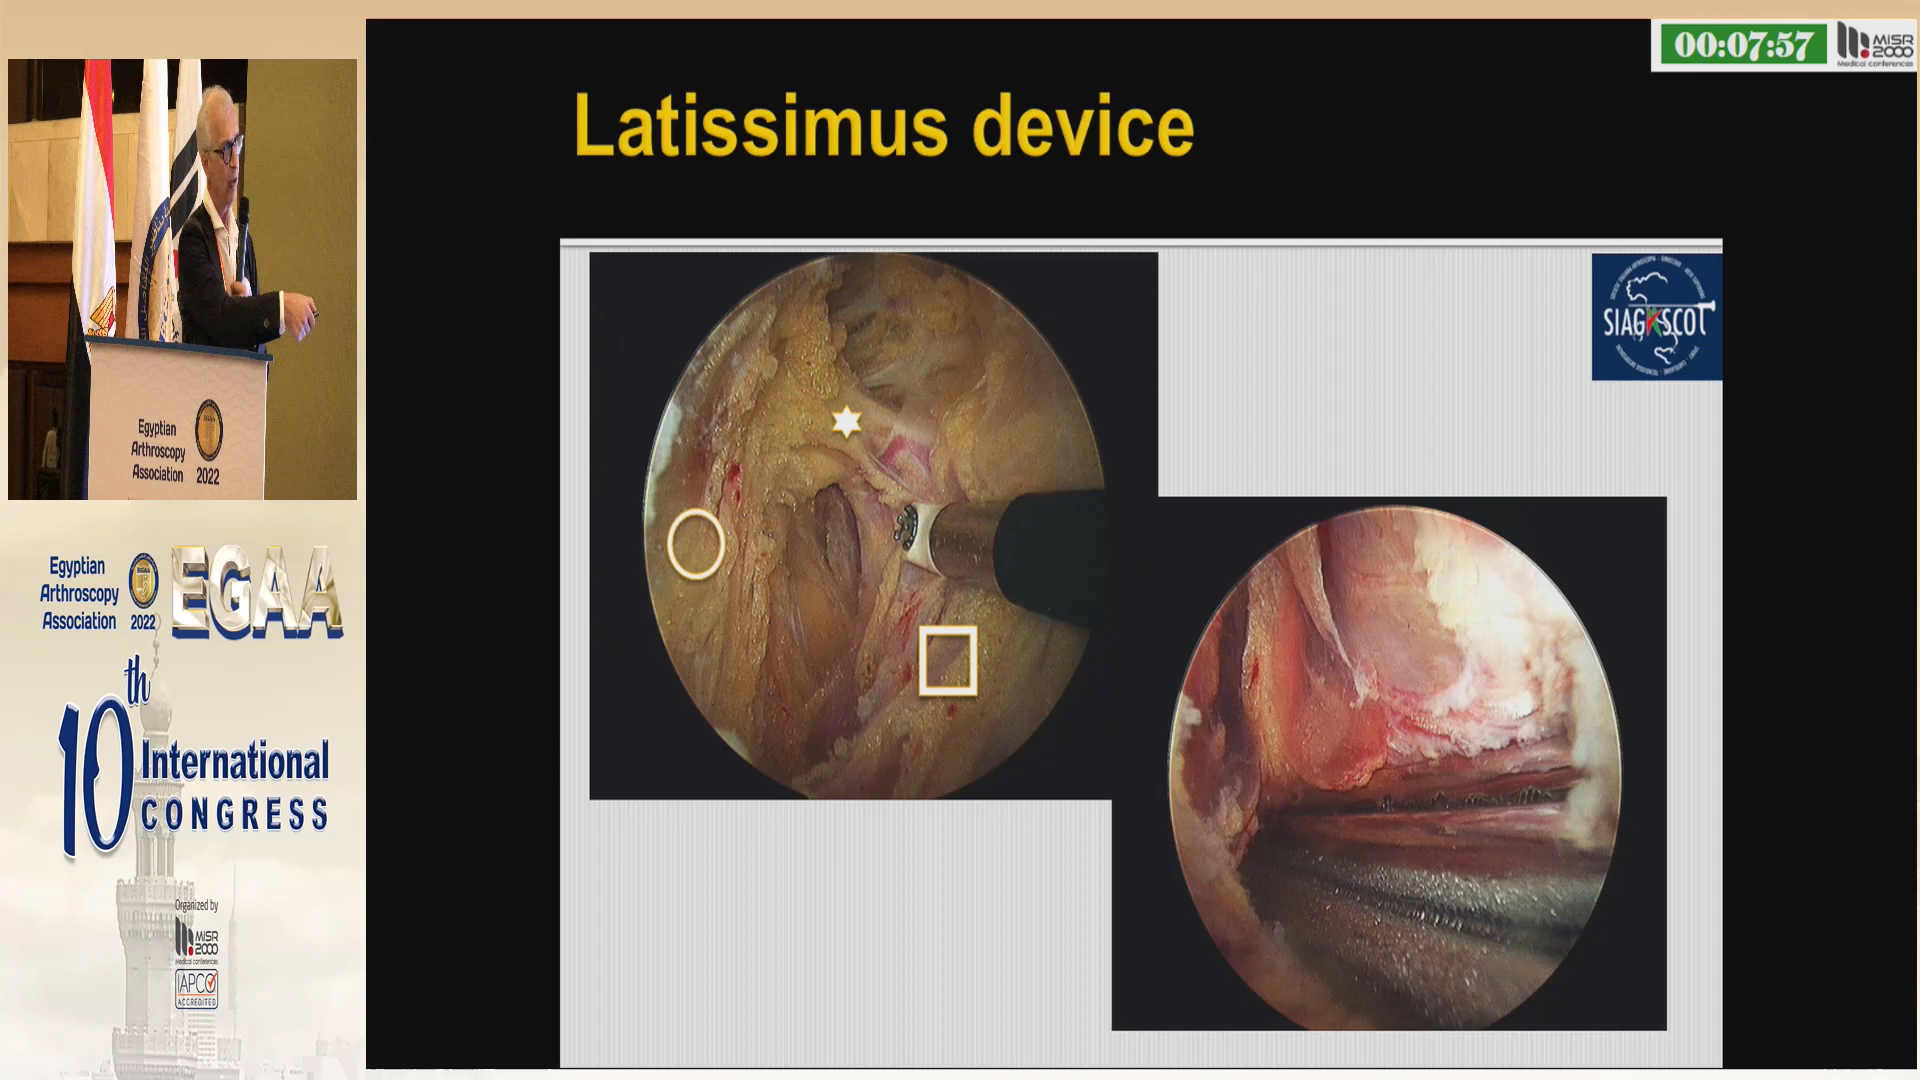 00:07:57
MISR
2000
Medical conferences
Latissimus device
SIAGASCOT
Egyptian
Arthroscopy
Association
2022
Egyptian
Arthroscopy
Association
2022
EGAA
10th
International
CONGRESS
Organized by
MISR
2000
Medical conferences
IAPCO
ACCREDITED